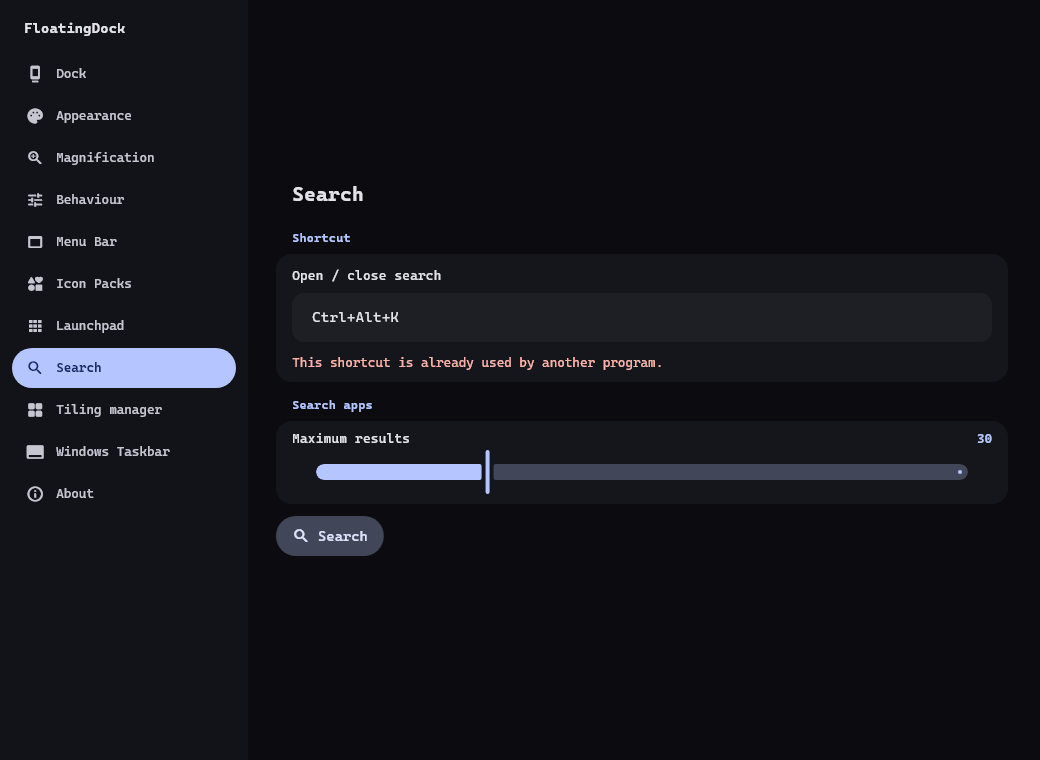 FloatingDock
Dock
Appearance
Magnification
Behaviour
Menu Bar
Icon Packs
Launchpad
Search
Tiling manager
Windows Taskbar
About
Search
Shortcut
Open / close search
Ctrl+Alt+K
This shortcut is already used by another program.
Search apps
Maximum results 30
Search